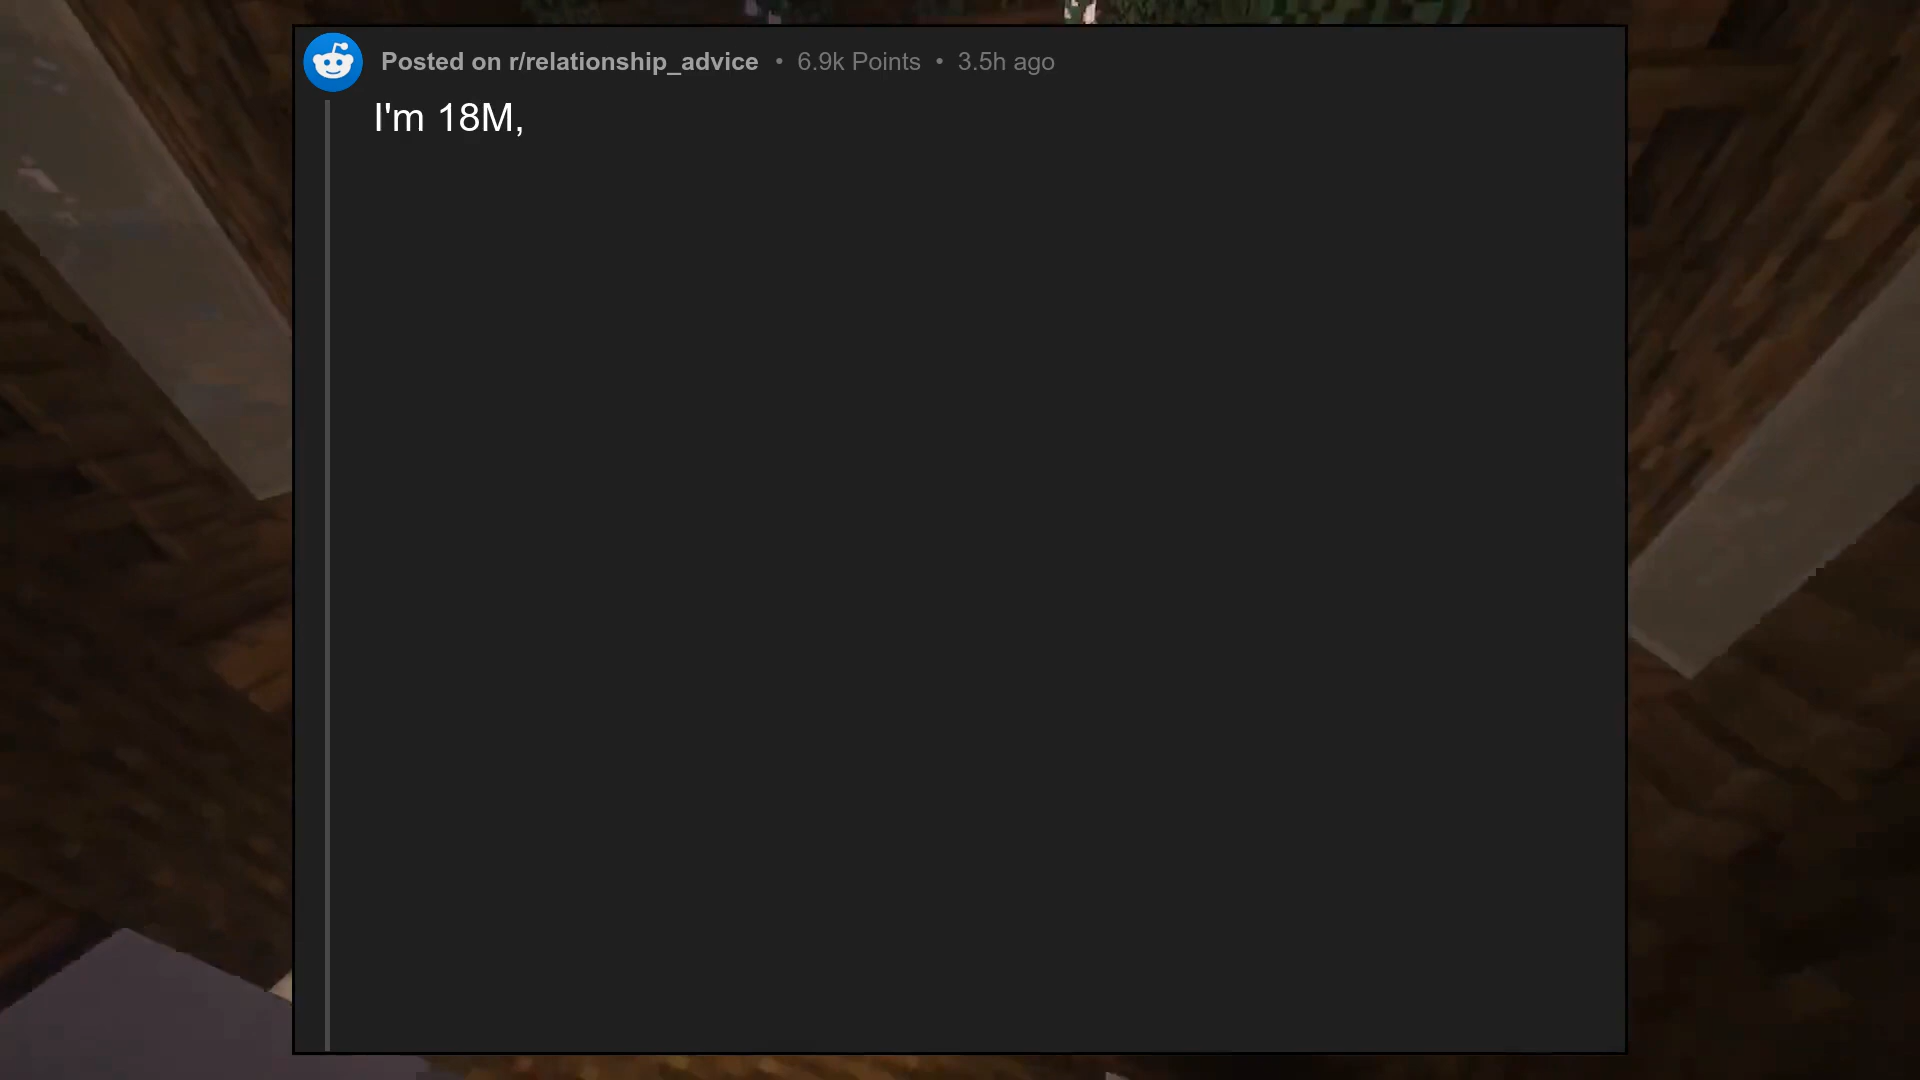 Posted on r/relationship_advice • 6.9k Points • 3.5h ago
I'm 18M,